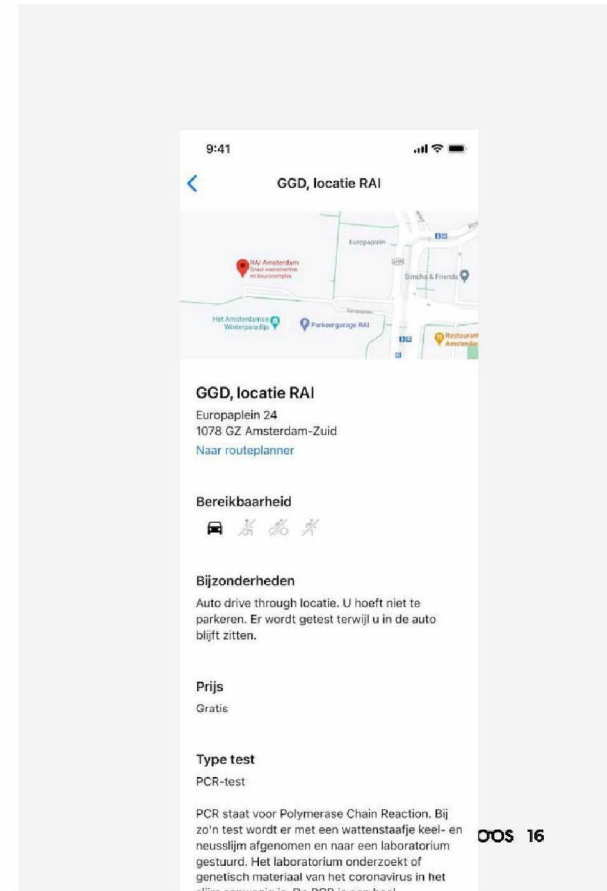 9:41
GGD, locatie RAI
Europaplein
RAI Amsterdam
Simcha & Friends
Het Amsterdamse
Winterparadijs
Parkeergarage RAI
Restaurant
GGD, locatie RAI
Europaplein 24
1078 GZ Amsterdam-Zuid
Naar routeplanner
Bereikbaarheid
Bijzonderheden
Auto drive through locatie. U hoeft niet te
parkeren. Er wordt getest terwijl u in de auto
blijft zitten.
Prijs
Gratis
Type test
PCR-test
PCR staat voor Polymerase Chain Reaction. Bij
zo'n test wordt er met een wattenstaafje keel- en
neusslijm afgenomen en naar een laboratorium
gestuurd. Het laboratorium onderzoekt of
genetisch materiaal van het coronavirus in het
16